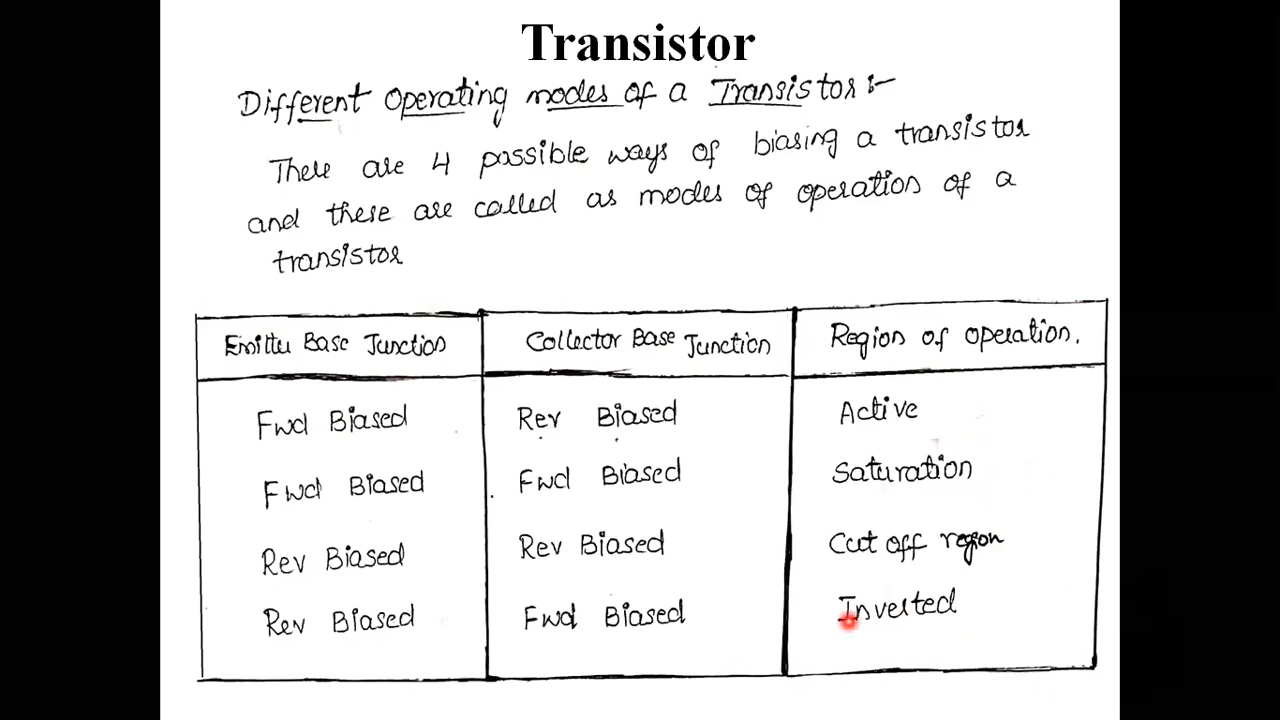 Transistor
Different Operating modes of a Transistor :-
There are 4 possible ways of biasing a transistor
and these are called as modes of operation of a
transistor
Emitter Base Junction Collector Base Junction Region of operation.
Fwd Biased Rev Biased Active
Fwd Biased Fwd Biased Saturation
Rev Biased Rev Biased Cut off region
Rev Biased Fwd Biased Inverted